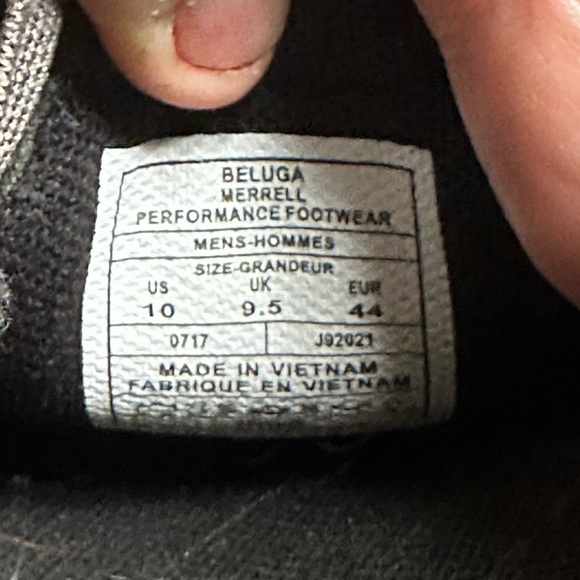 BELUGA
MERRELL
PERFORMANCE FOOTWEAR
MENS-HOMMES
SIZE-GRANDEUR
US UK EUR
10 9.5 44
0717 J92021
MADE IN VIETNAM
FABRIQUE EN VIETNAM